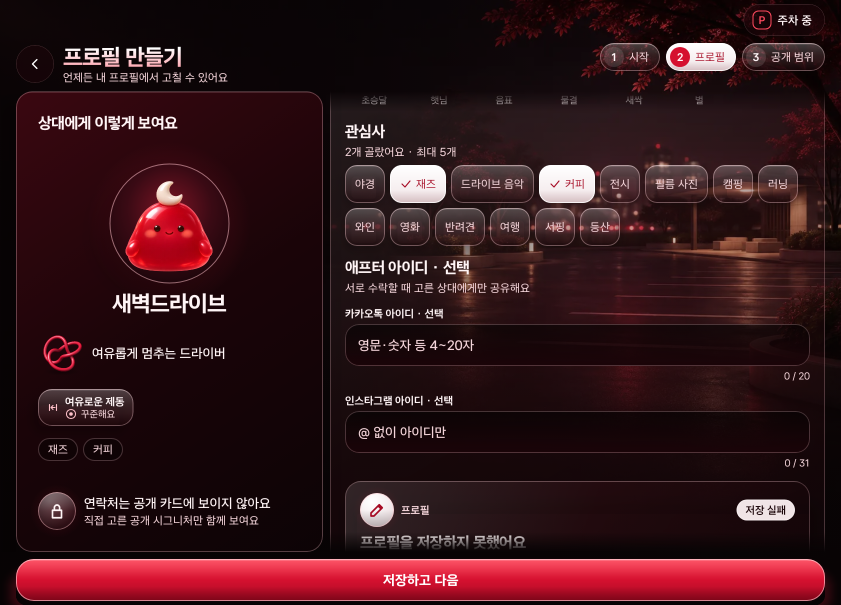 P 주차 중
프로필 만들기
언제든 내 프로필에서 고칠 수 있어요
1 시작
2 프로필
3 공개 범위
상대에게 이렇게 보여요
새벽드라이브
여유롭게 멈추는 드라이버
여유로운 제동
꾸준해요
재즈
커피
연락처는 공개 카드에 보이지 않아요
직접 고른 공개 시그니처만 함께 보여요
초승달 햇님 음표 물결 새싹 별
관심사
2개 골랐어요 · 최대 5개
야경 재즈 드라이브 음악 커피 전시 필름 사진 캠핑 러닝
와인 영화 반려견 여행 서핑 등산
애프터 아이디 · 선택
서로 수락할 때 고른 상대에게만 공유해요
카카오톡 아이디 · 선택
영문·숫자 등 4~20자
0 / 20
인스타그램 아이디 · 선택
@ 없이 아이디만
0 / 31
프로필
저장 실패
프로필을 저장하지 못했어요
저장하고 다음